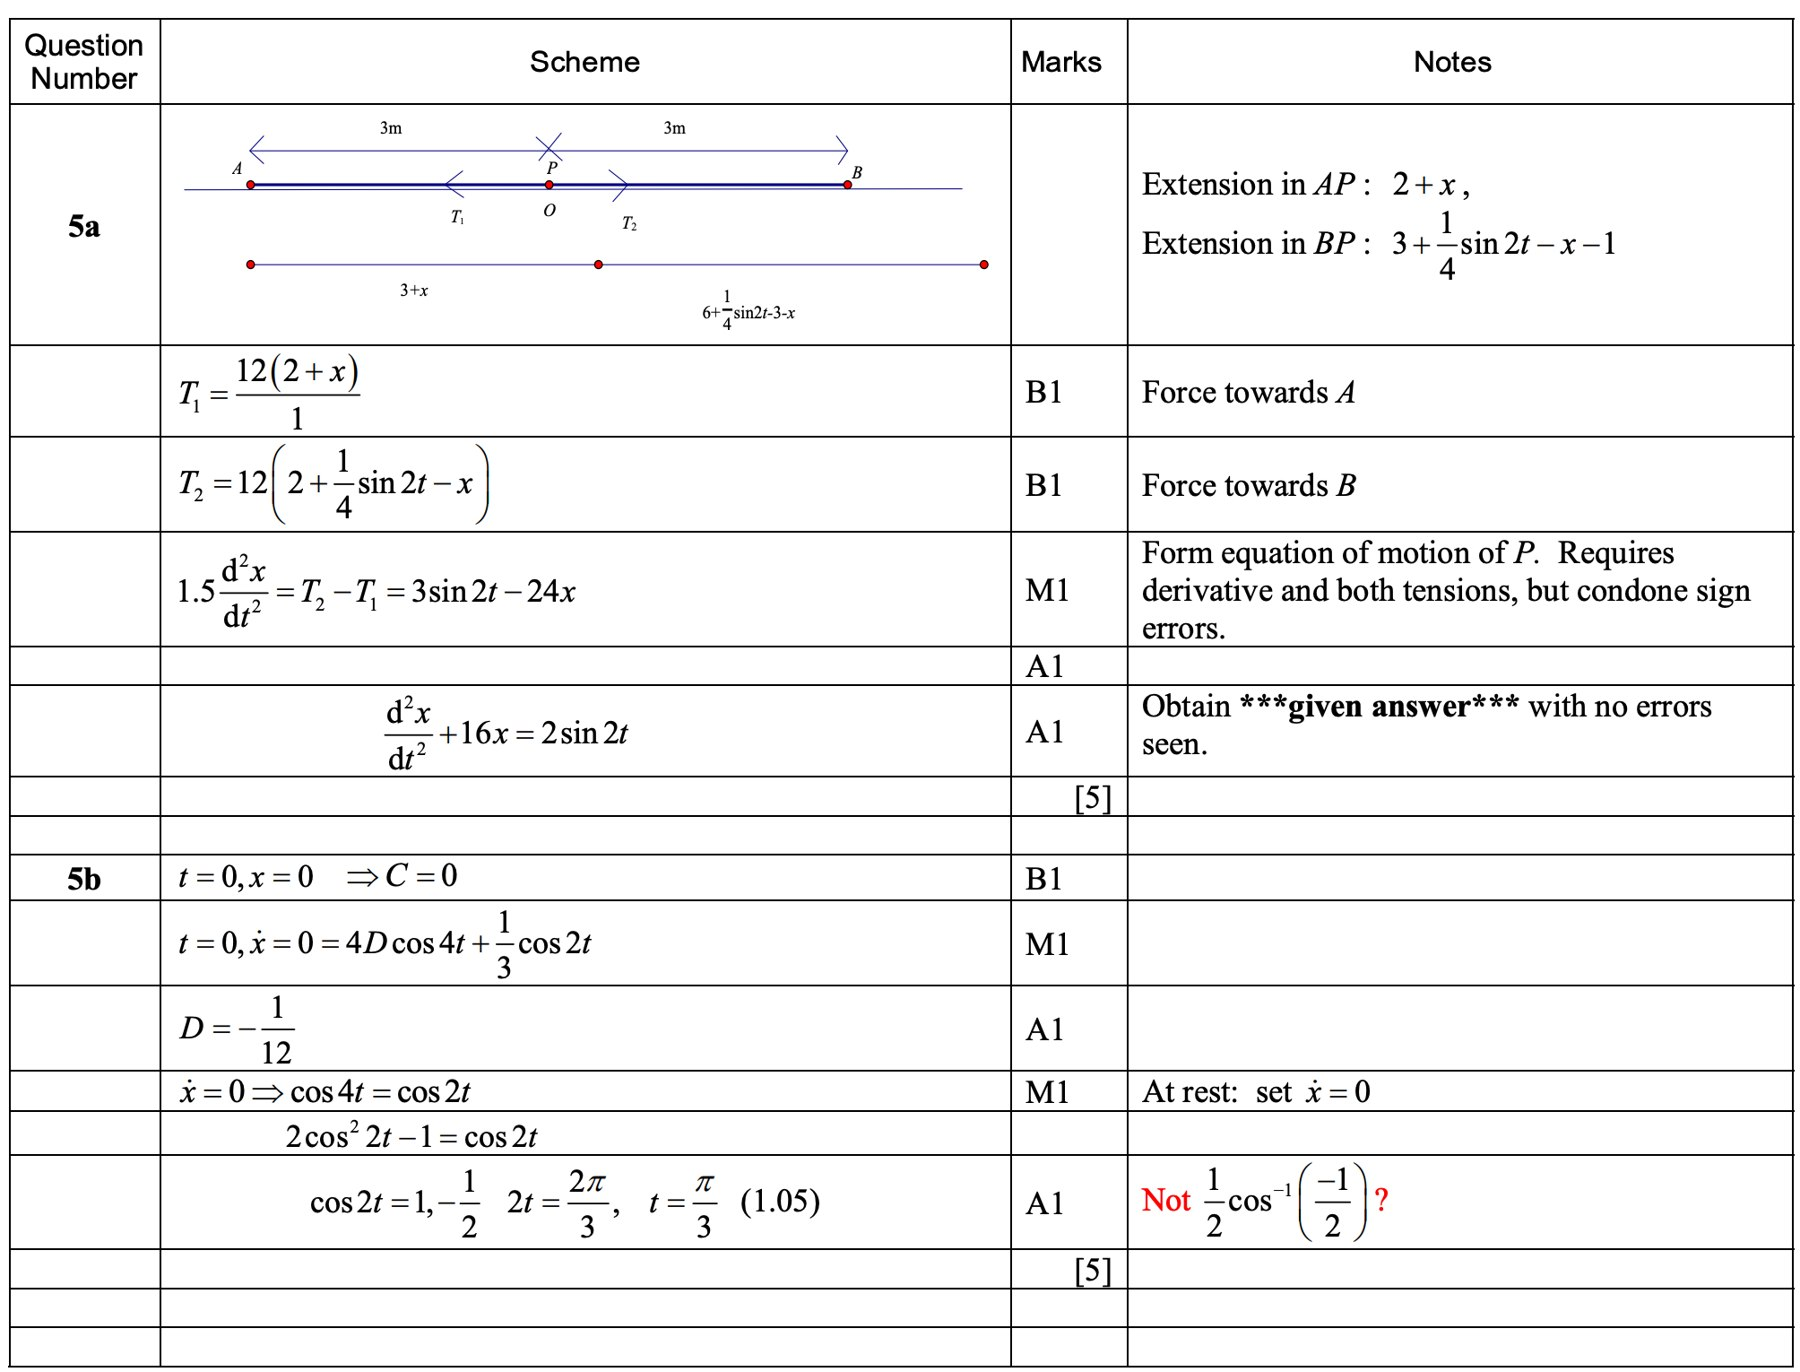 Question Number Scheme Marks Notes
5a
3m 3m
A P B
T₁ O T₂
3+x 6+1/4 sin2t-3-x
Extension in AP : 2 + x ,
Extension in BP : 3 + 1/4 sin 2t − x − 1
T₁ = 12(2 + x)/1 B1 Force towards A
T₂ = 12(2 + 1/4 sin 2t − x) B1 Force towards B
1.5 d²x/dt² = T₂ − T₁ = 3 sin 2t − 24x M1 Form equation of motion of P. Requires
derivative and both tensions, but condone sign
errors.
A1
d²x/dt² + 16x = 2 sin 2t A1 Obtain ***given answer*** with no errors
seen.
[5]
5b t = 0, x = 0 ⇒ C = 0 B1
t = 0, ẋ = 0 = 4D cos 4t + 1/3 cos 2t M1
D = − 1/12 A1
ẋ = 0 ⇒ cos 4t = cos 2t M1 At rest: set ẋ = 0
2cos² 2t − 1 = cos 2t
cos 2t = 1, − 1/2 2t = 2π/3, t = π/3 (1.05) A1 Not 1/2 cos⁻¹(−1/2) ?
[5]